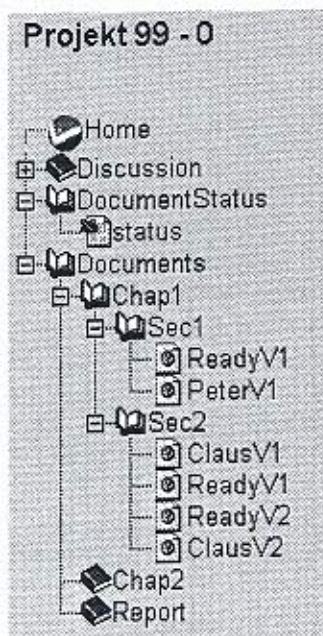 Projekt 99 - 0
Home
Discussion
DocumentStatus
status
Documents
Chap1
Sec1
ReadyV1
PeterV1
Sec2
ClausV1
ReadyV1
ReadyV2
ClausV2
Chap2
Report